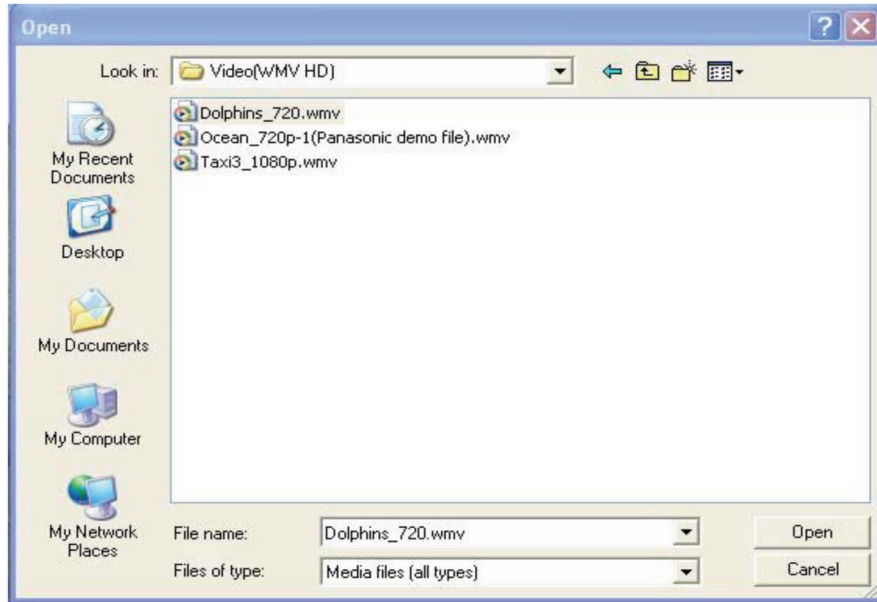 Open
Look in:
Video(WMV HD)
Dolphins_720.wmv
Ocean_720p-1(Panasonic demo file).wmv
Taxi3_1080p.wmv
My Recent
Documents
Desktop
My Documents
My Computer
My Network
Places
File name:
Dolphins_720.wmv
Open
Files of type:
Media files (all types)
Cancel